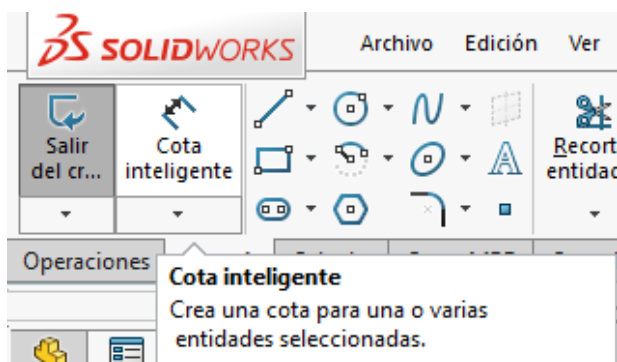 SOLIDWORKS
Archivo Edición Ver
Salir
del cr...
Cota
inteligente
Recort
entidad
Operaciones
Cota inteligente
Crea una cota para una o varias
entidades seleccionadas.